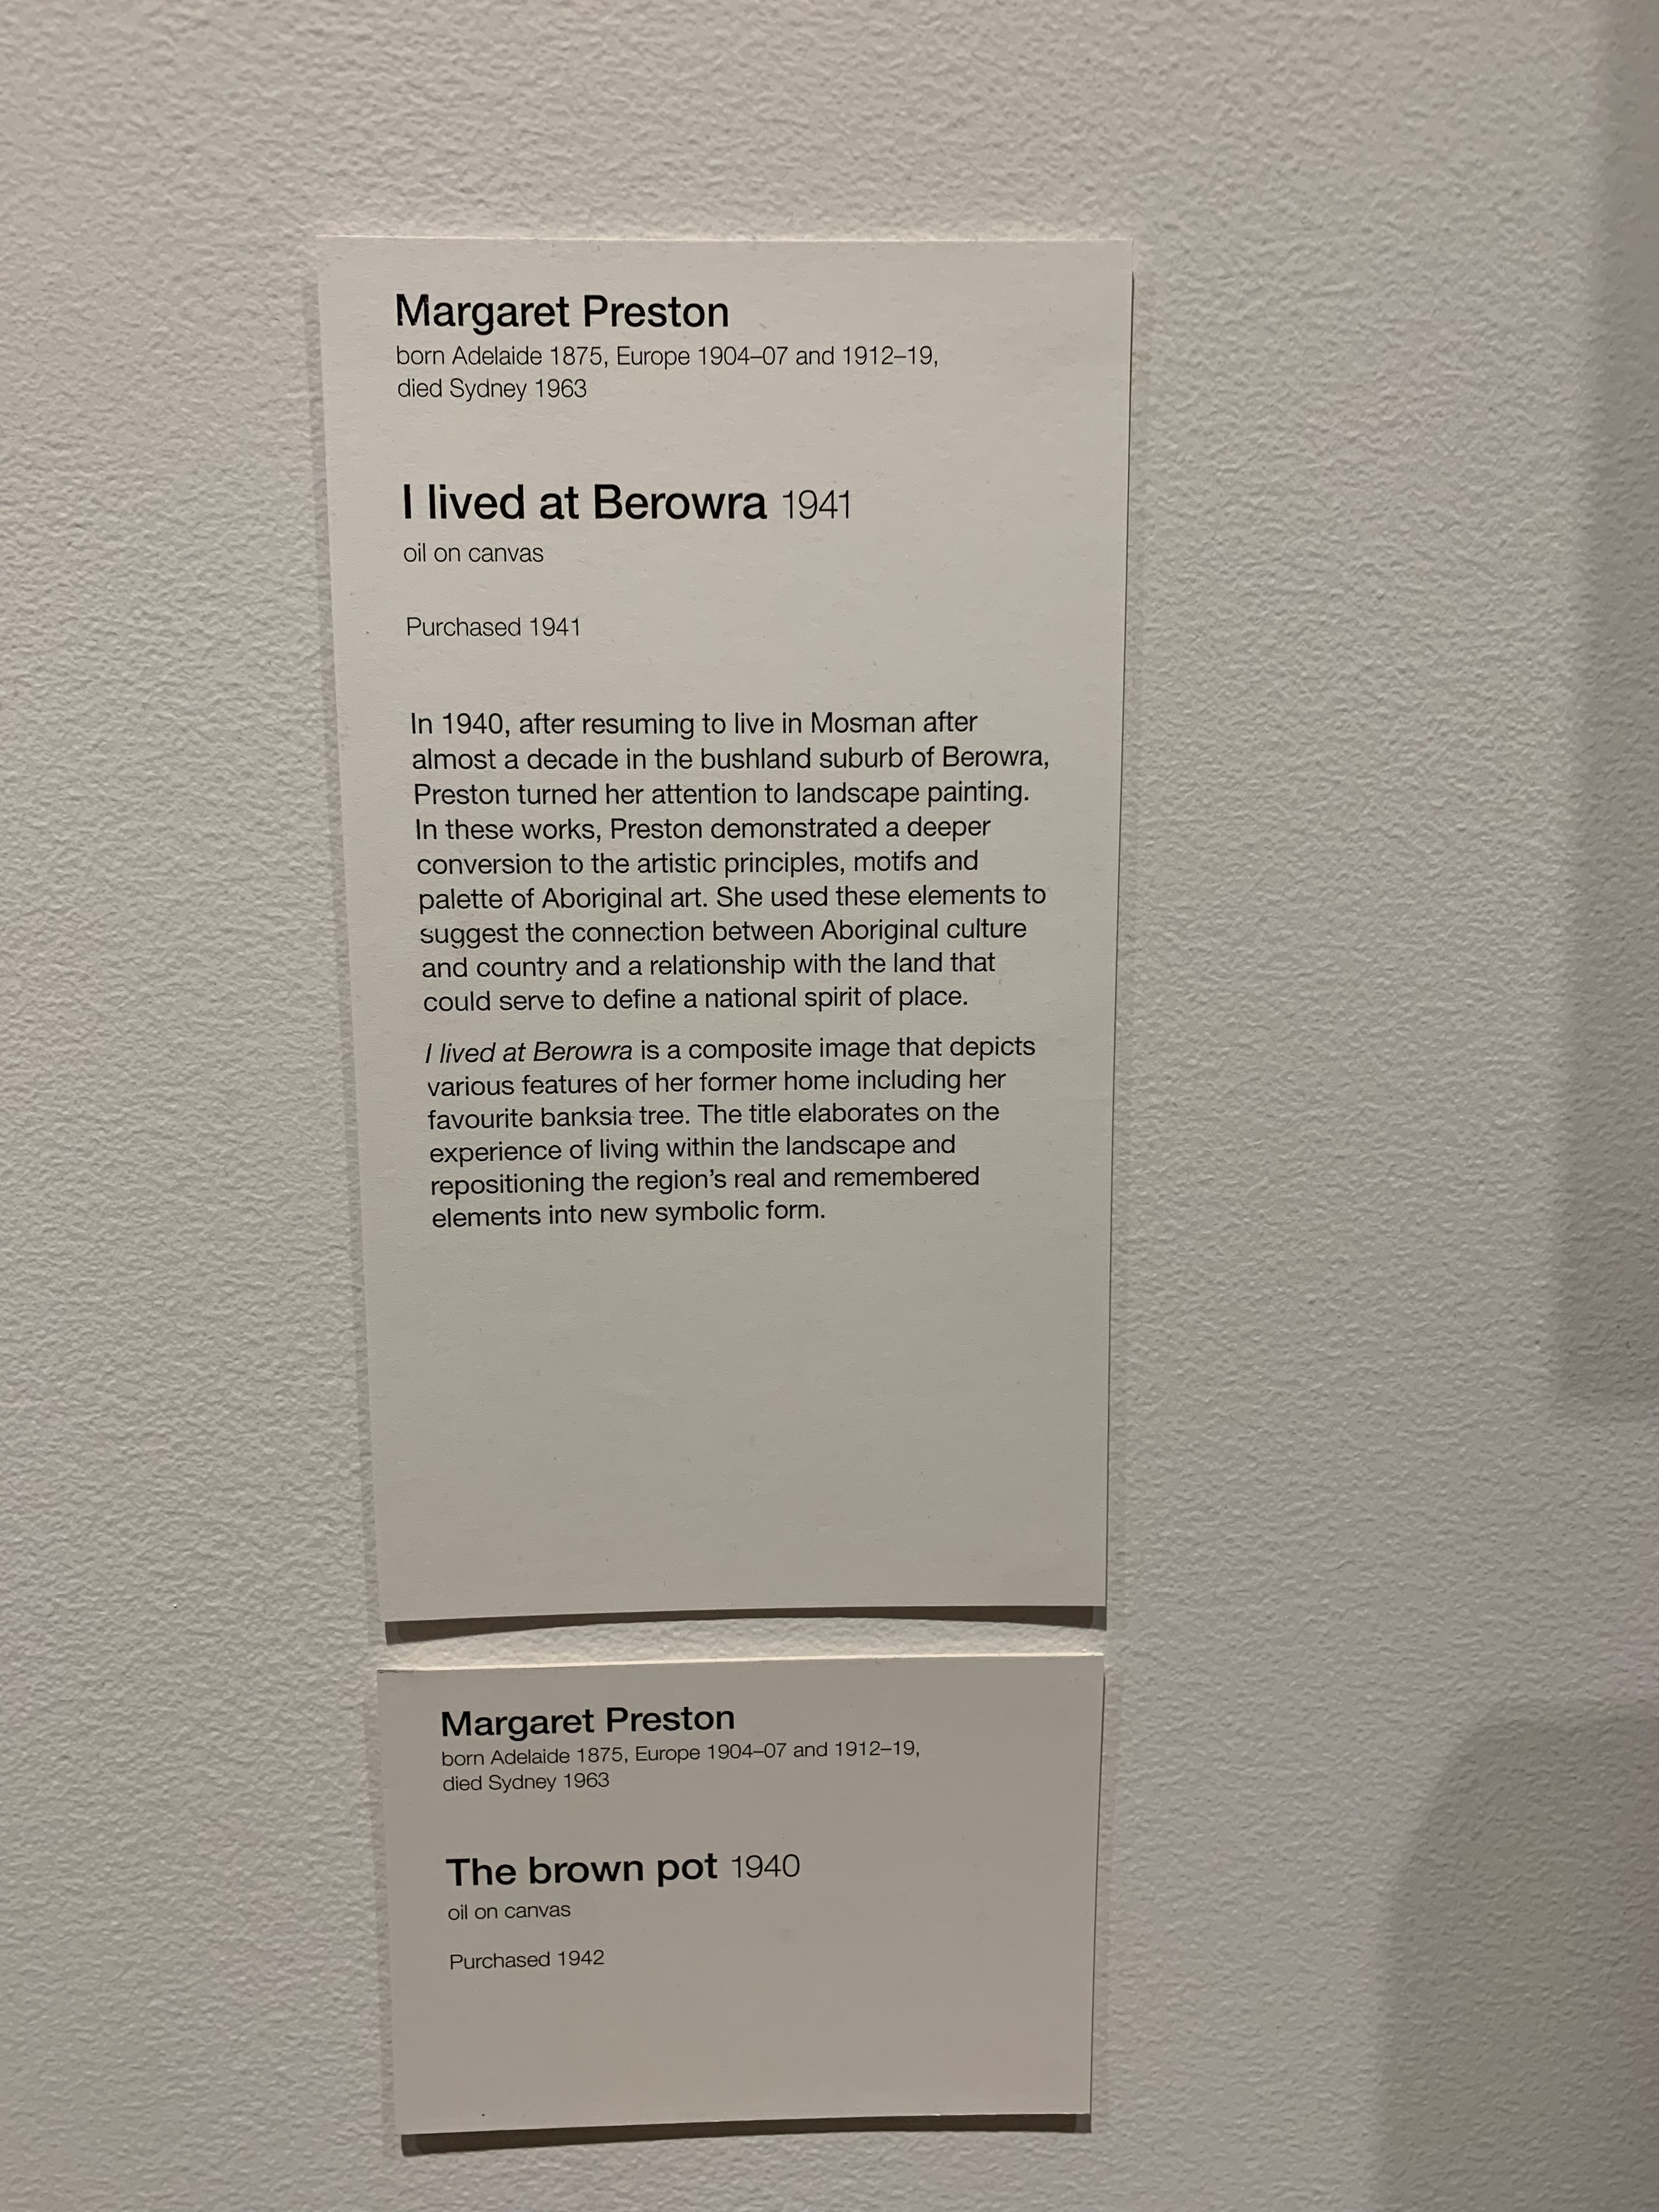 Margaret Preston
born Adelaide 1875, Europe 1904–07 and 1912–19,
died Sydney 1963
I lived at Berowra 1941
oil on canvas
Purchased 1941
In 1940, after resuming to live in Mosman after
almost a decade in the bushland suburb of Berowra,
Preston turned her attention to landscape painting.
In these works, Preston demonstrated a deeper
conversion to the artistic principles, motifs and
palette of Aboriginal art. She used these elements to
suggest the connection between Aboriginal culture
and country and a relationship with the land that
could serve to define a national spirit of place.
I lived at Berowra is a composite image that depicts
various features of her former home including her
favourite banksia tree. The title elaborates on the
experience of living within the landscape and
repositioning the region’s real and remembered
elements into new symbolic form.
Margaret Preston
born Adelaide 1875, Europe 1904–07 and 1912–19,
died Sydney 1963
The brown pot 1940
oil on canvas
Purchased 1942